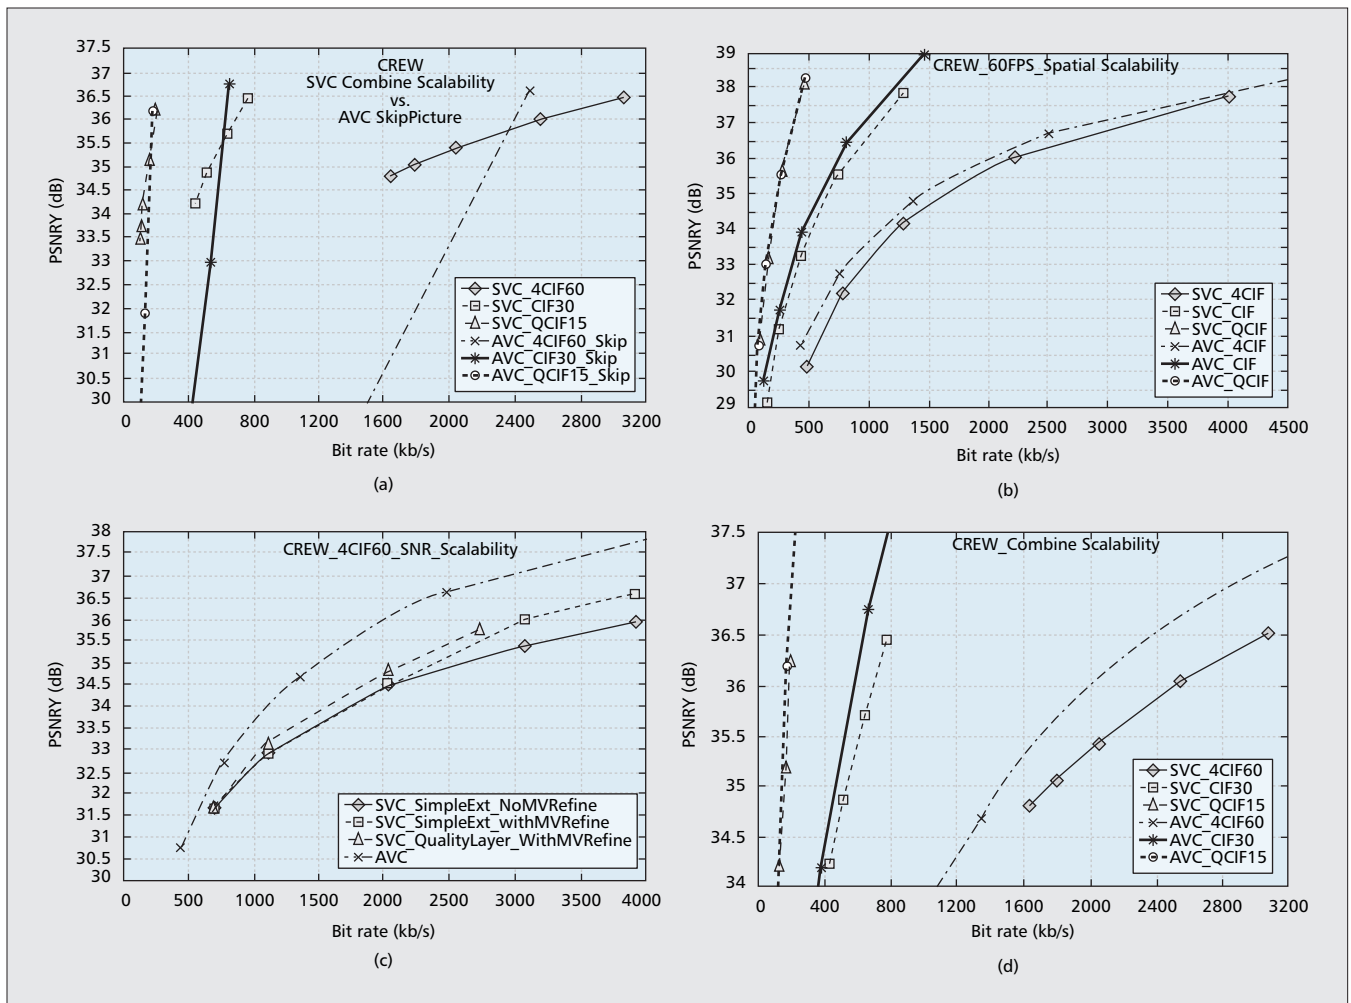 37.5
37
36.5
36
35.5
35
34.5
34
33.5
33
32.5
32
31.5
31
30.5
30
PSNRY (dB)
CREW
SVC Combine Scalability
vs.
AVC SkipPicture
SVC_4CIF60
SVC_CIF30
SVC_QCIF15
AVC_4CIF60_Skip
AVC_CIF30_Skip
AVC_QCIF15_Skip
0 400 800 1200 1600 2000 2400 2800 3200
Bit rate (kb/s)
(a)
39
38
37
36
35
34
33
32
31
30
29
PSNRY (dB)
CREW_60FPS_Spatial Scalability
SVC_4CIF
SVC_CIF
SVC_QCIF
AVC_4CIF
AVC_CIF
AVC_QCIF
0 500 1000 1500 2000 2500 3000 3500 4000 4500
Bit rate (kb/s)
(b)
38
37.5
37
36.5
36
35.5
35
34.5
34
33.5
33
32.5
32
31.5
31
30.5
30
PSNRY (dB)
CREW_4CIF60_SNR_Scalability
SVC_SimpleExt_NoMVRefine
SVC_SimpleExt_withMVRefine
SVC_QualityLayer_WithMVRefine
AVC
0 500 1000 1500 2000 2500 3000 3500 4000
Bit rate (kb/s)
(c)
37.5
37
36.5
36
35.5
35
34.5
34
PSNRY (dB)
CREW_Combine Scalability
SVC_4CIF60
SVC_CIF30
SVC_QCIF15
AVC_4CIF60
AVC_CIF30
AVC_QCIF15
0 400 800 1200 1600 2000 2400 2800 3200
Bit rate (kb/s)
(d)